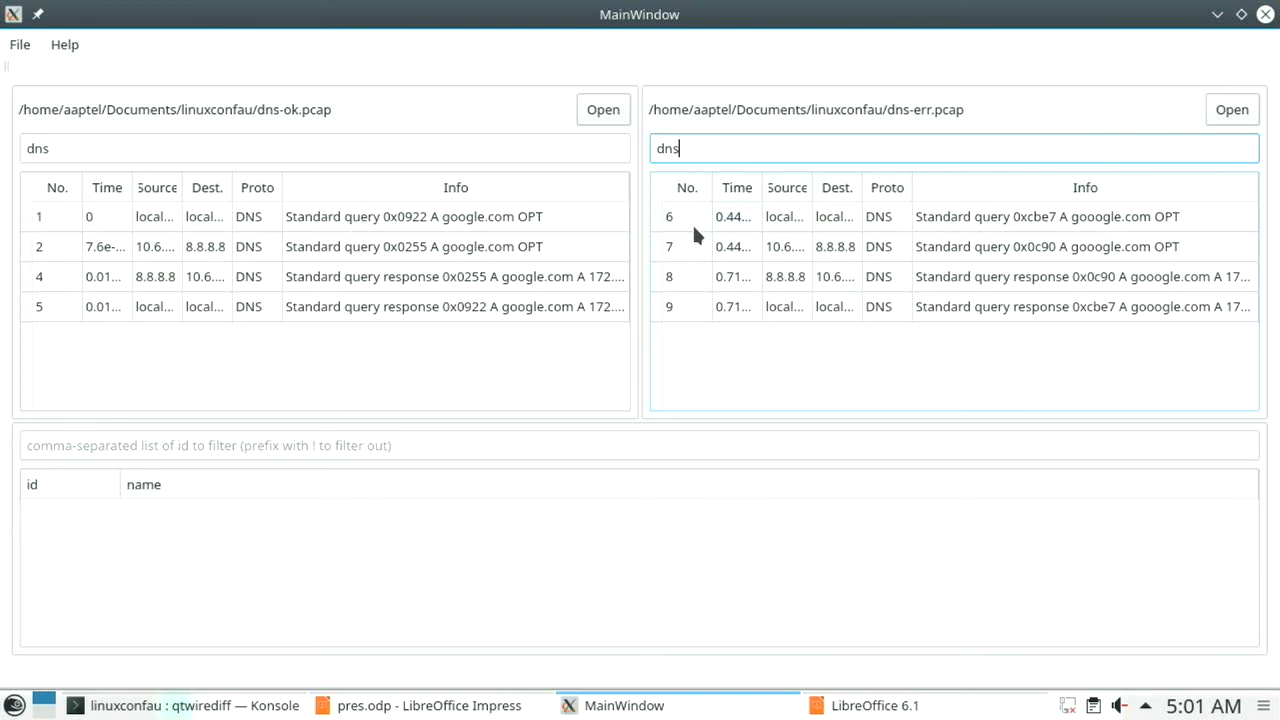 MainWindow
File Help
/home/aaptel/Documents/linuxconfau/dns-ok.pcap Open
dns
No. Time Source Dest. Proto Info
1 0 local... local... DNS Standard query 0x0922 A google.com OPT
2 7.6e-... 10.6.... 8.8.8.8 DNS Standard query 0x0255 A google.com OPT
4 0.01... 8.8.8.8 10.6.... DNS Standard query response 0x0255 A google.com A 172....
5 0.01... local... local... DNS Standard query response 0x0922 A google.com A 172....
/home/aaptel/Documents/linuxconfau/dns-err.pcap Open
dns
No. Time Source Dest. Proto Info
6 0.44... local... local... DNS Standard query 0xcbe7 A gooogle.com OPT
7 0.44... 10.6.... 8.8.8.8 DNS Standard query 0x0c90 A gooogle.com OPT
8 0.71... 8.8.8.8 10.6.... DNS Standard query response 0x0c90 A gooogle.com A 17...
9 0.71... local... local... DNS Standard query response 0xcbe7 A gooogle.com A 17...
comma-separated list of id to filter (prefix with ! to filter out)
id name
linuxconfau : qtwirediff — Konsole pres.odp - LibreOffice Impress MainWindow LibreOffice 6.1 5:01 AM